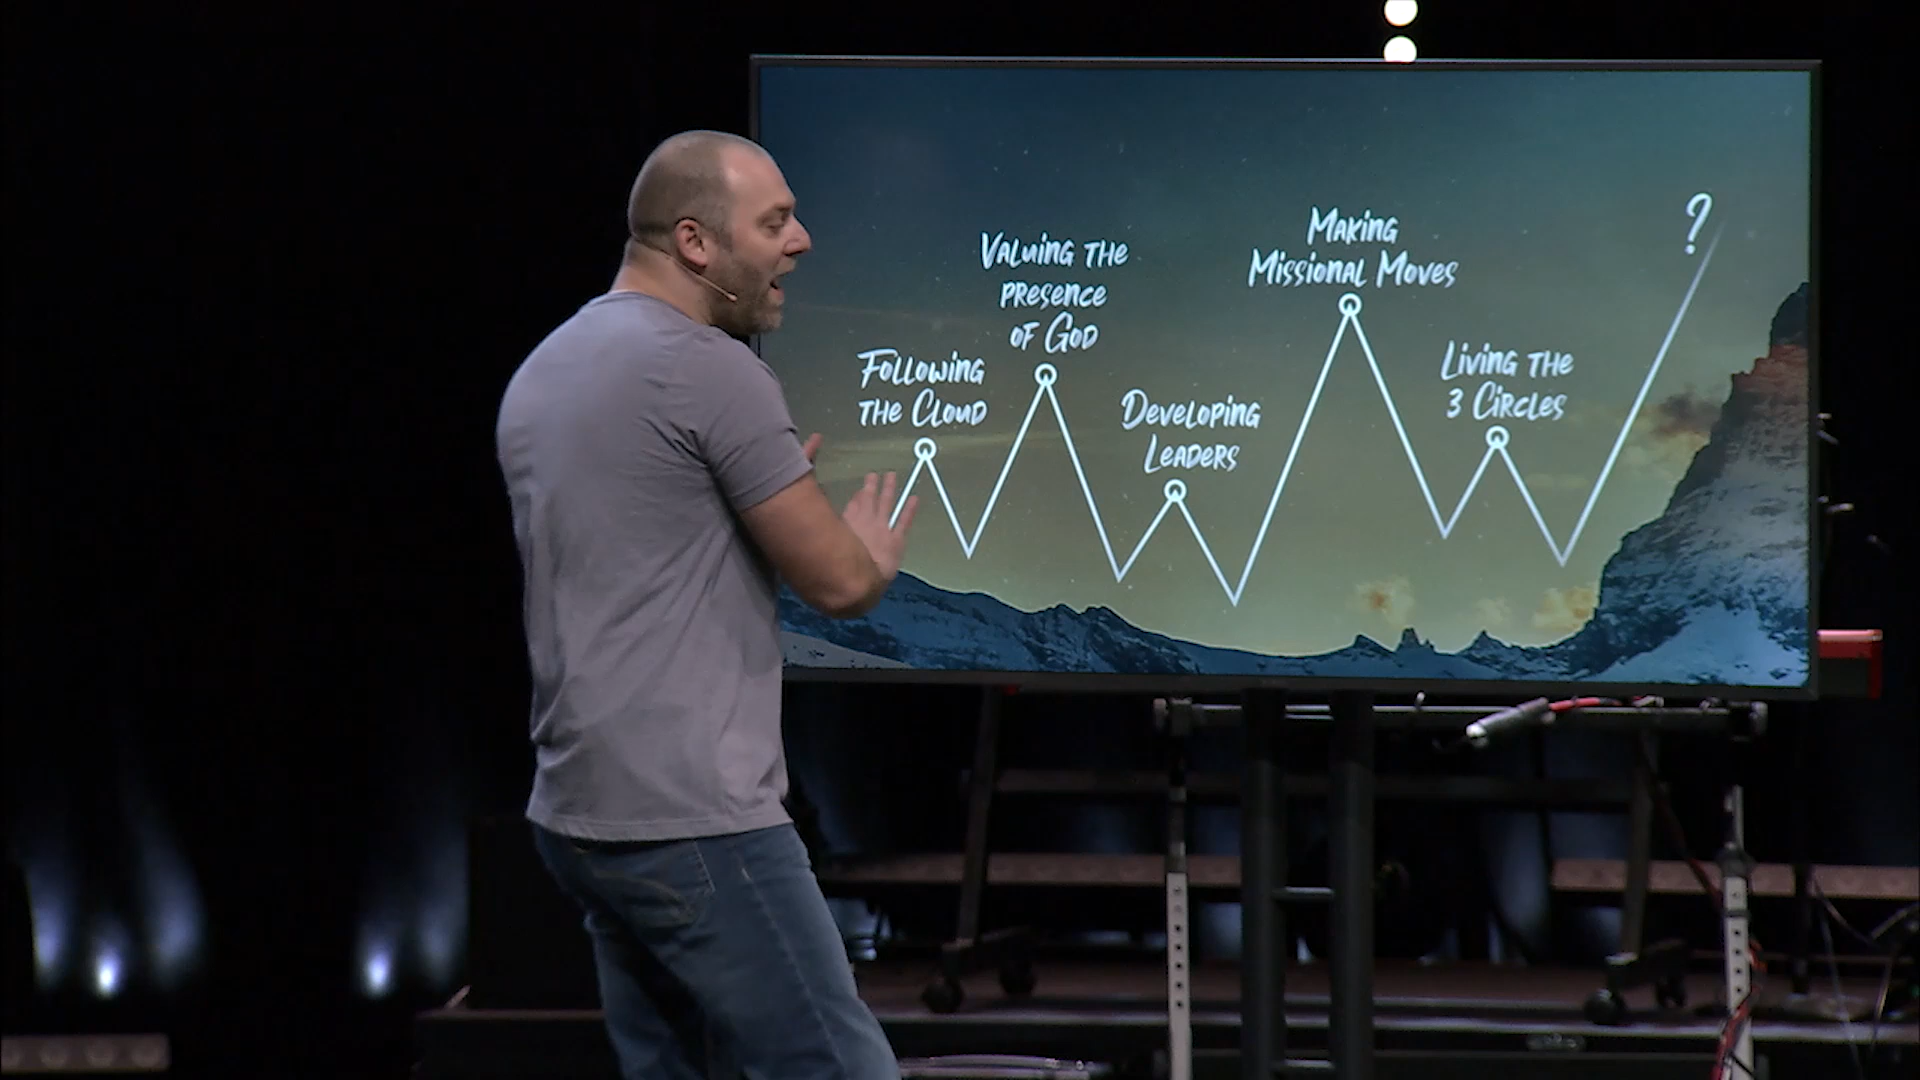 Following
the Cloud
Valuing the
presence
of God
Developing
Leaders
Making
Missional Moves
Living the
3 Circles
?